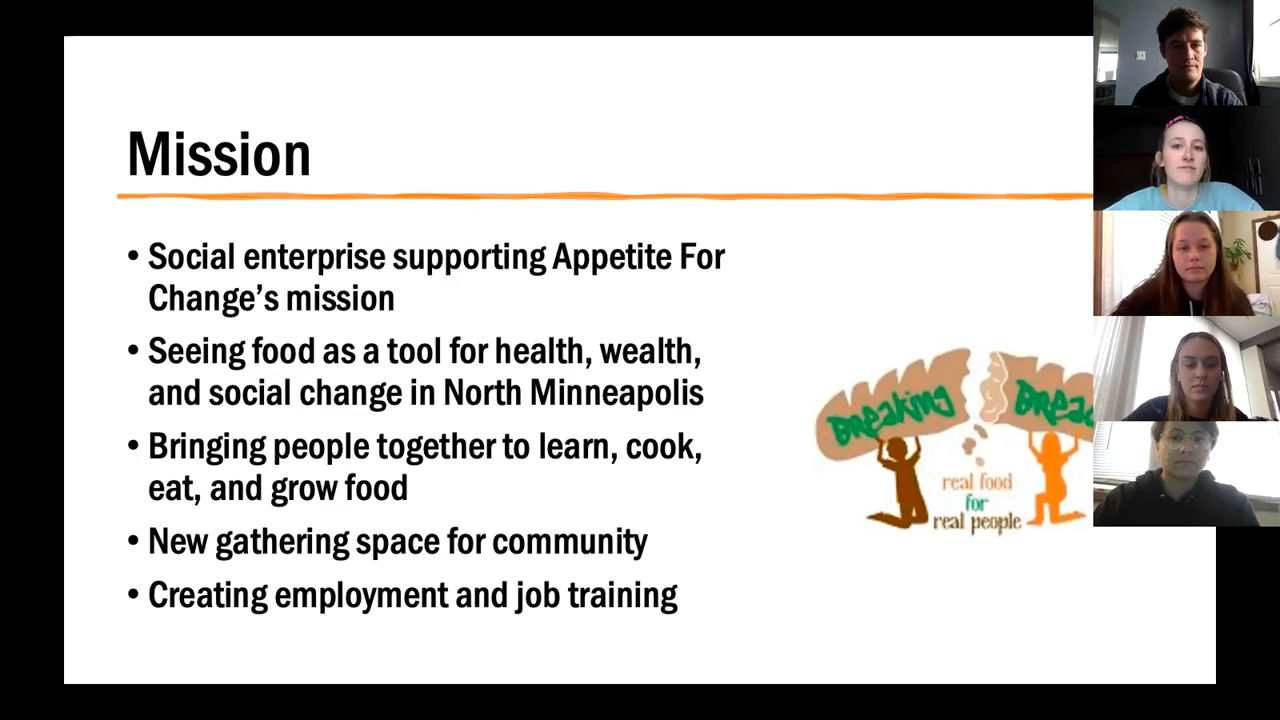 Mission
• Social enterprise supporting Appetite For
Change’s mission
• Seeing food as a tool for health, wealth,
and social change in North Minneapolis
• Bringing people together to learn, cook,
eat, and grow food
• New gathering space for community
• Creating employment and job training
Breaking
real food
for
real people